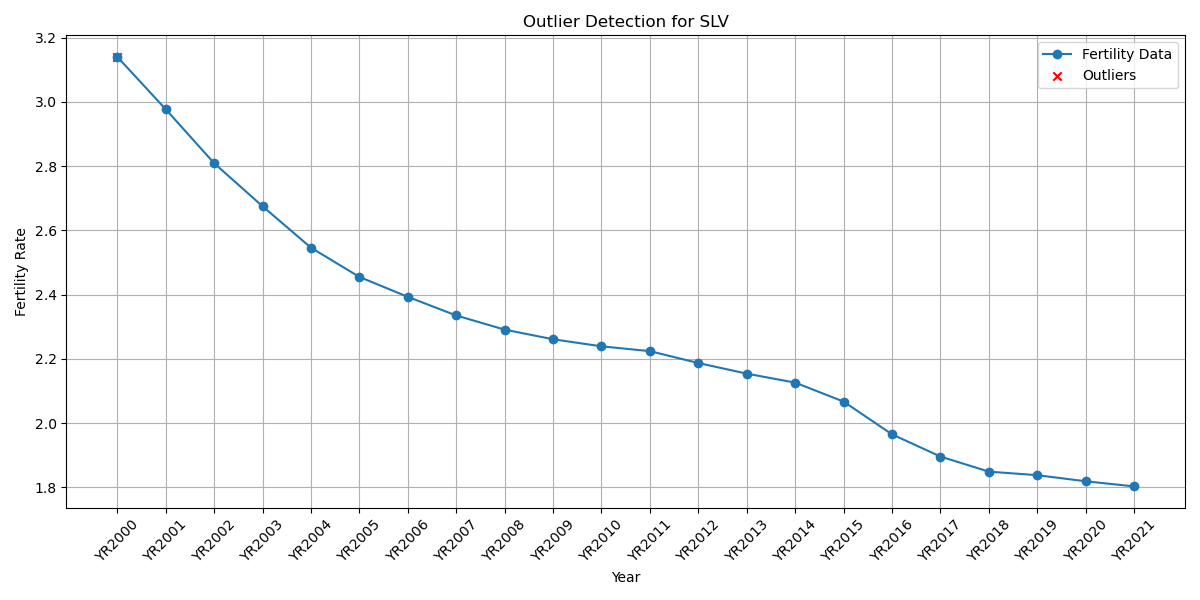 Outlier Detection for SLV
Fertility Data
Outliers
3.2
3.0
2.8
2.6
2.4
2.2
2.0
1.8
Fertility Rate
YR2000
YR2001
YR2002
YR2003
YR2004
YR2005
YR2006
YR2007
YR2008
YR2009
YR2010
YR2011
YR2012
YR2013
YR2014
YR2015
YR2016
YR2017
YR2018
YR2019
YR2020
YR2021
Year